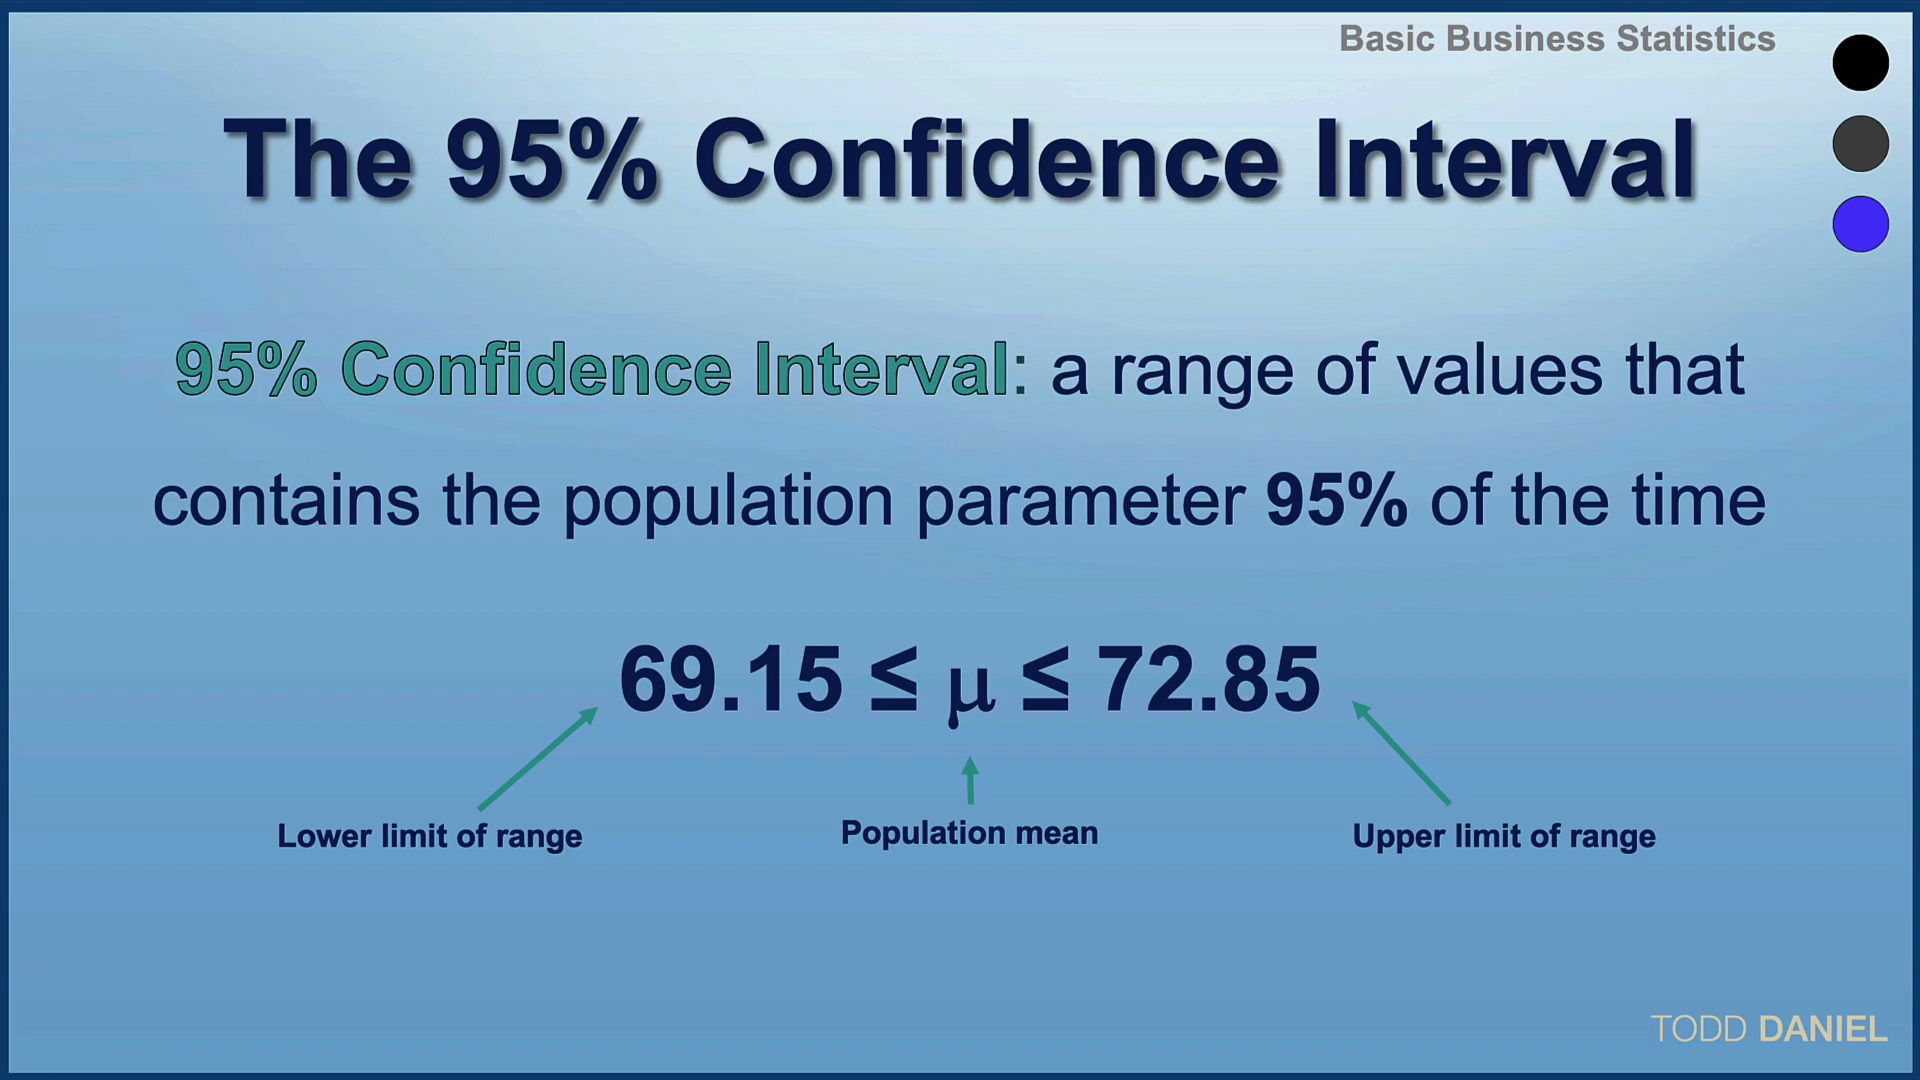 Basic Business Statistics
The 95% Confidence Interval
95% Confidence Interval: a range of values that
contains the population parameter 95% of the time
69.15 ≤ μ ≤ 72.85
Lower limit of range
Population mean
Upper limit of range
TODD DANIEL